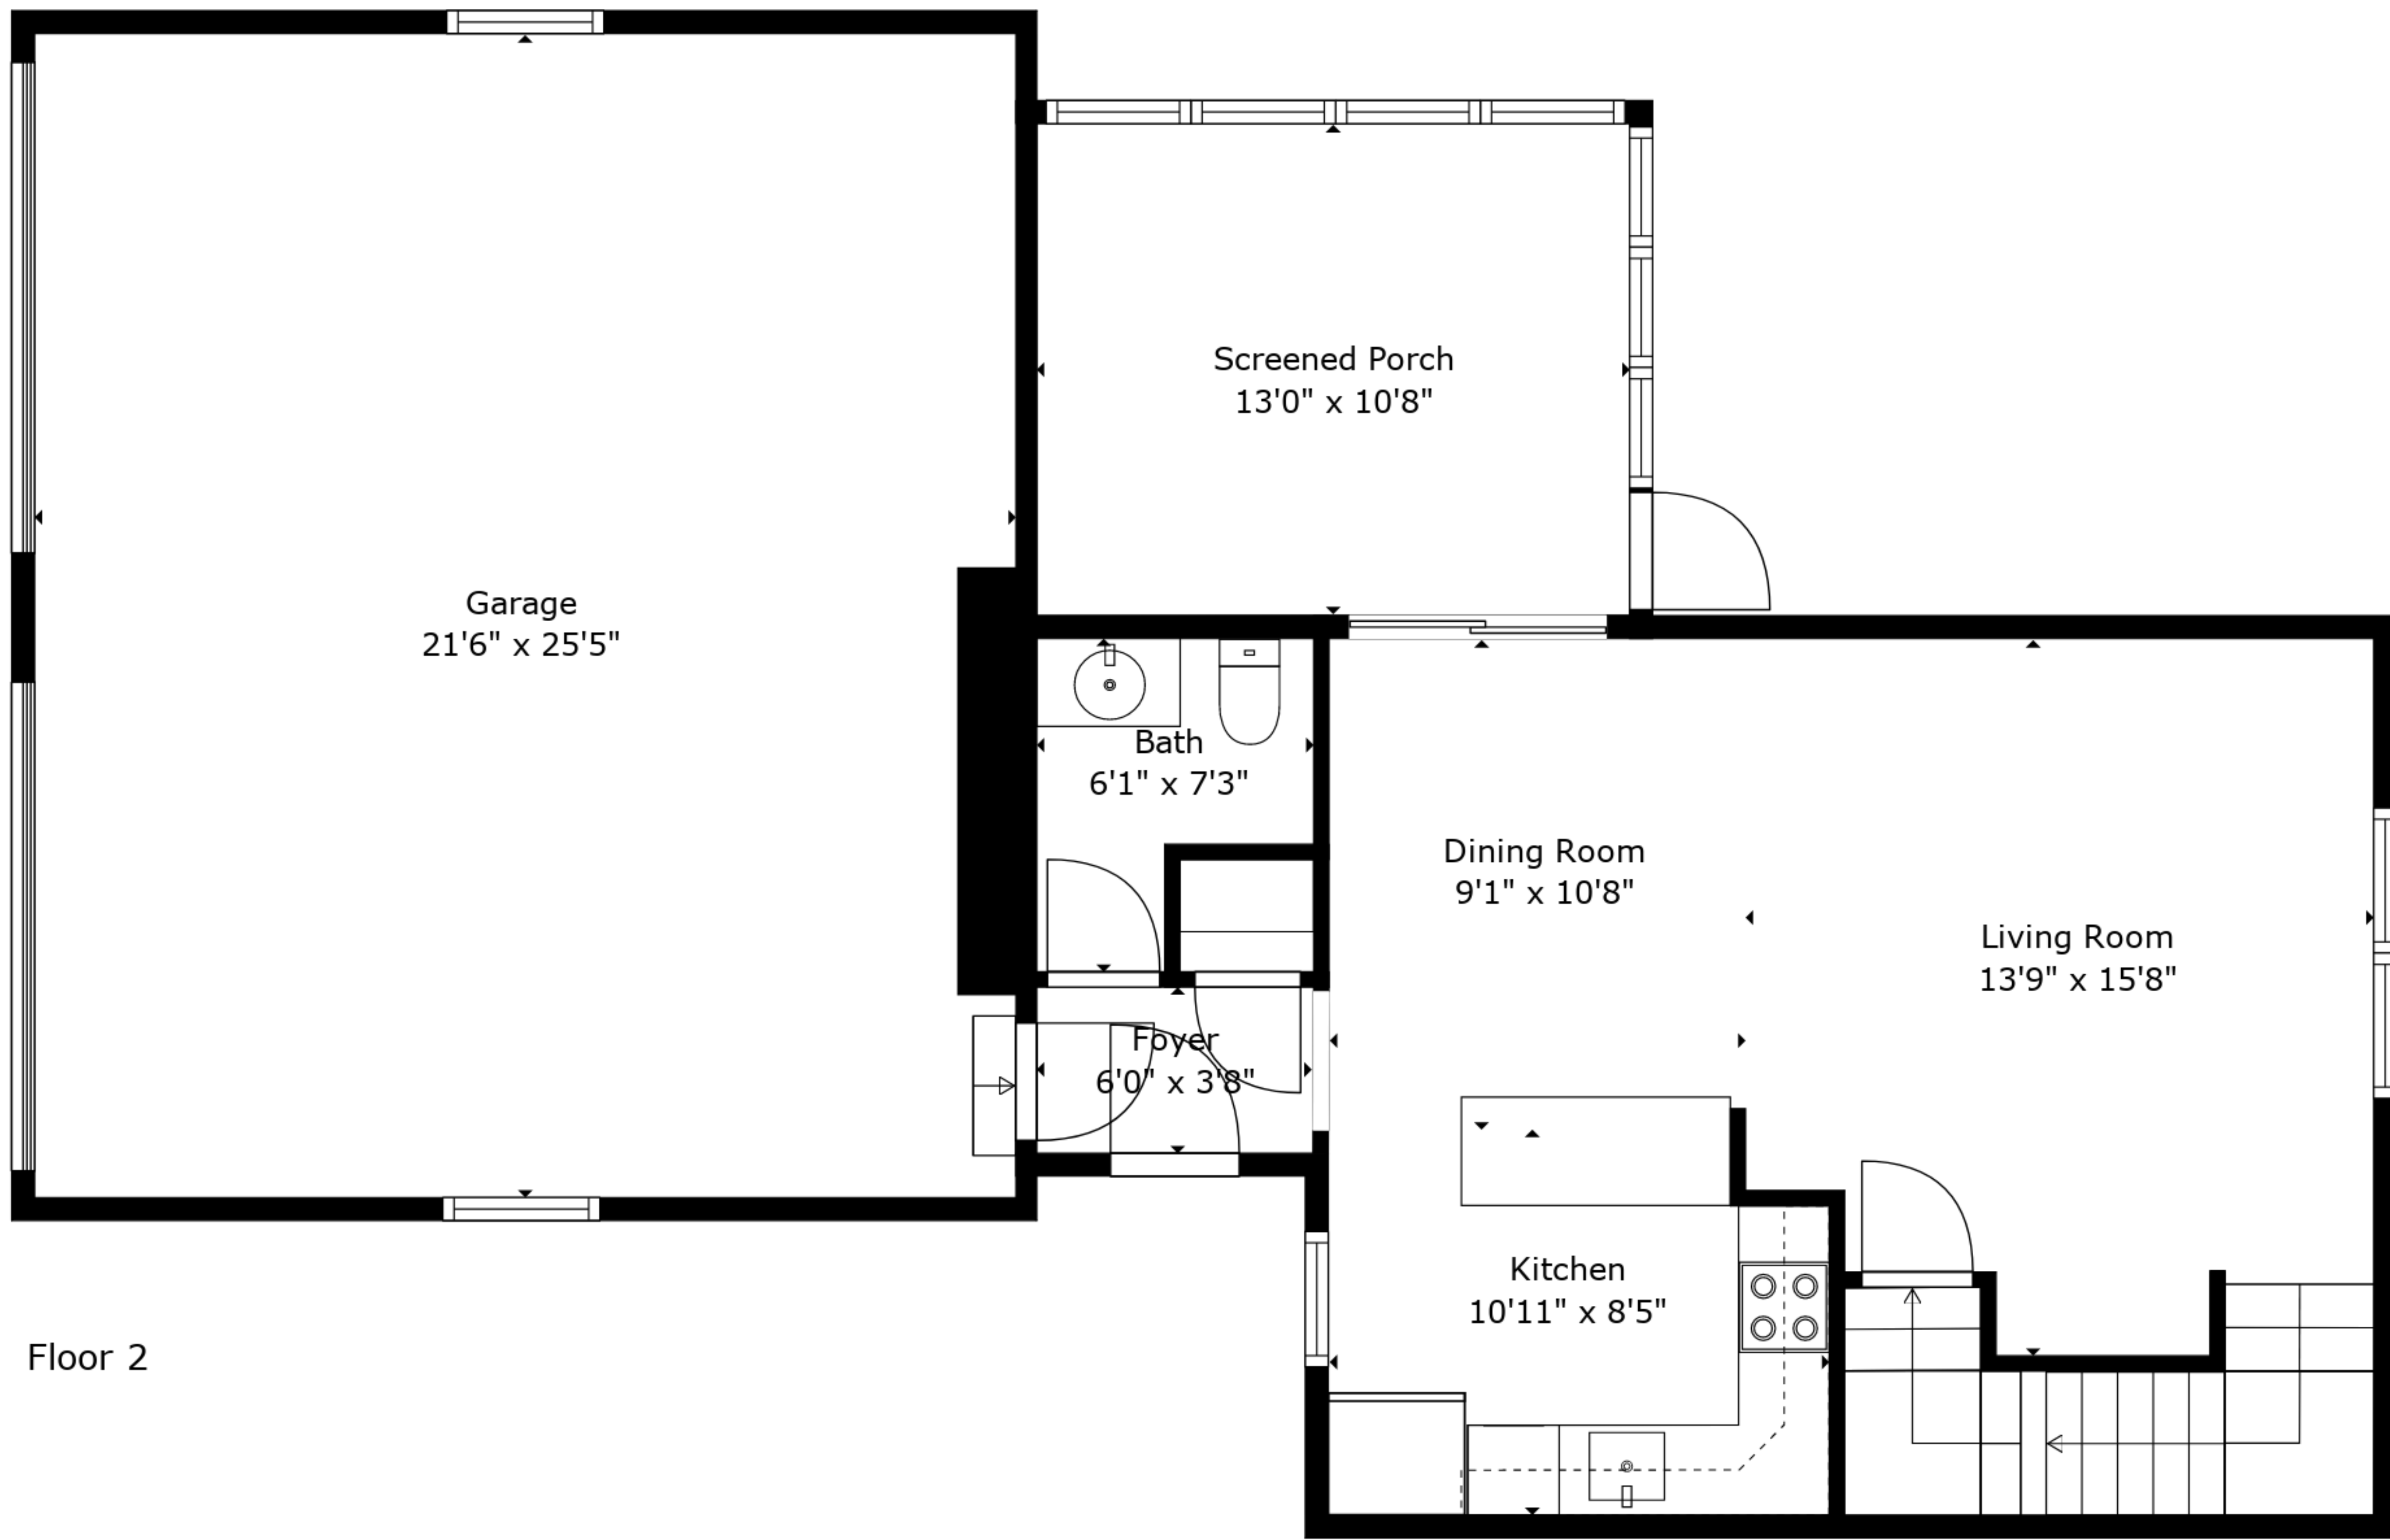 Screened Porch
13'0" x 10'8"
Garage
21'6" x 25'5"
Bath
6'1" x 7'3"
Dining Room
9'1" x 10'8"
Living Room
13'9" x 15'8"
Foyer
6'0" x 3'8"
Kitchen
10'11" x 8'5"
Floor 2